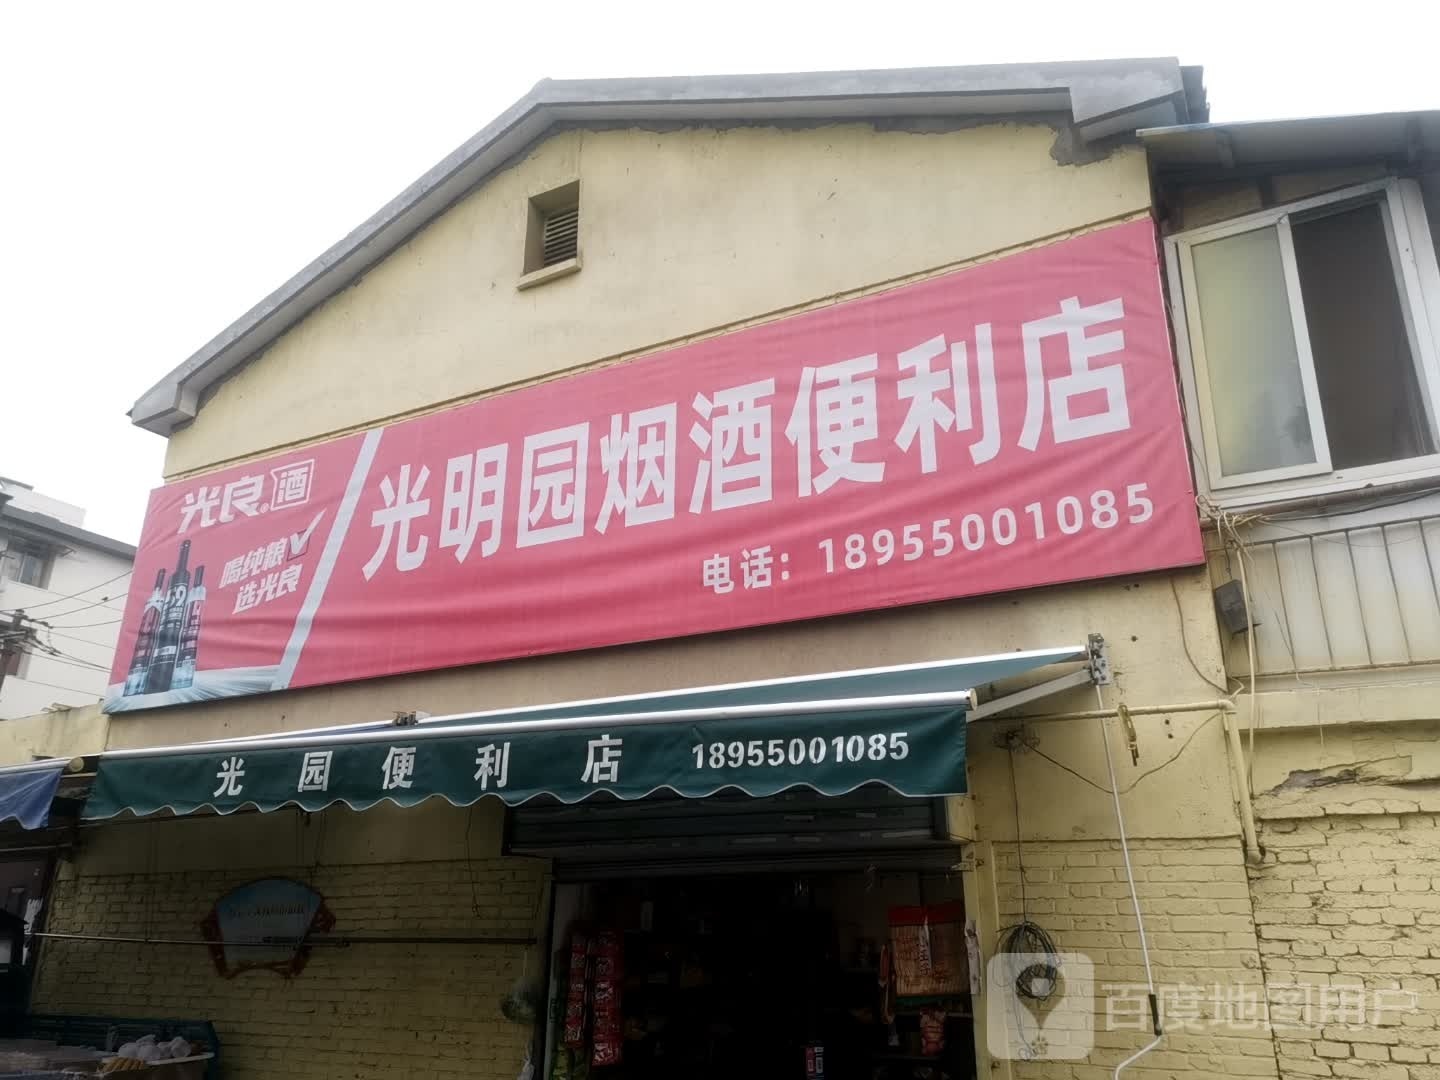 光良酒
喝纯粮
选光良
光明园烟酒便利店
电话：18955001085
光园便利店 18955001085
百度地图用户